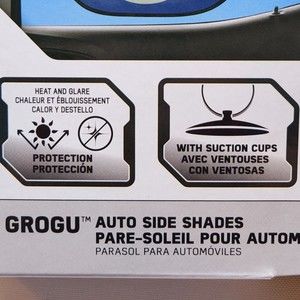 HEAT AND GLARE
CHALEUR ET ÉBLOUISSEMENT
CALOR Y DESTELLO
PROTECTION
PROTECCIÓN
WITH SUCTION CUPS
AVEC VENTOUSES
CON VENTOSAS
GROGU™ AUTO SIDE SHADES
PARE-SOLEIL POUR AUTOM
PARASOL PARA AUTOMÓVILES